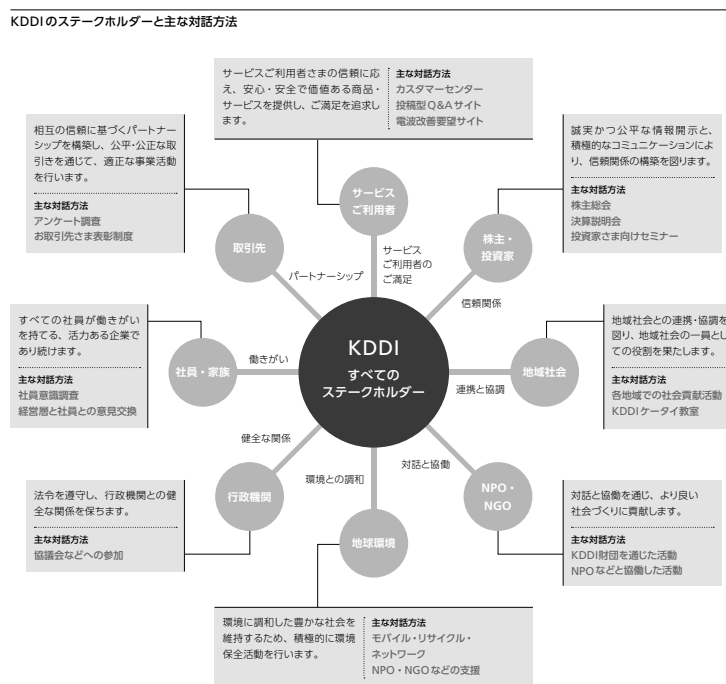 KDDIのステークホルダーと主な対話方法
サービスご利用者さまの信頼に応
え、安心・安全で価値ある商品・
サービスを提供し、ご満足を追求し
ます。
主な対話方法
カスタマーセンター
投稿型Q&Aサイト
電波改善要望サイト
相互の信頼に基づくパートナー
シップを構築し、公平・公正な取
引きを通じて、適正な事業活動
を行います。
主な対話方法
アンケート調査
お取引先さま表彰制度
誠実かつ公平な情報開示と、
積極的なコミュニケーションによ
り、信頼関係の構築を図ります。
主な対話方法
株主総会
決算説明会
投資家さま向けセミナー
サービス
ご利用者
取引先
株主・
投資家
パートナーシップ
サービス
ご利用者の
ご満足
信頼関係
すべての社員が働きがい
を持てる、活力ある企業で
あり続けます。
主な対話方法
社員意識調査
経営層と社員との意見交換
社員・家族
働きがい
KDDI
すべての
ステークホルダー
連携と協調
地域社会
地域社会との連携・協調を
図り、地域社会の一員とし
ての役割を果たします。
主な対話方法
各地域での社会貢献活動
KDDIケータイ教室
健全な関係
環境との調和
対話と協働
行政機関
地球環境
NPO・
NGO
法令を遵守し、行政機関との健
全な関係を保ちます。
主な対話方法
協議会などへの参加
対話と協働を通じ、より良い
社会づくりに貢献します。
主な対話方法
KDDI財団を通じた活動
NPOなどと協働した活動
環境に調和した豊かな社会を
維持するため、積極的に環境
保全活動を行います。
主な対話方法
モバイル・リサイクル・
ネットワーク
NPO・NGOなどの支援